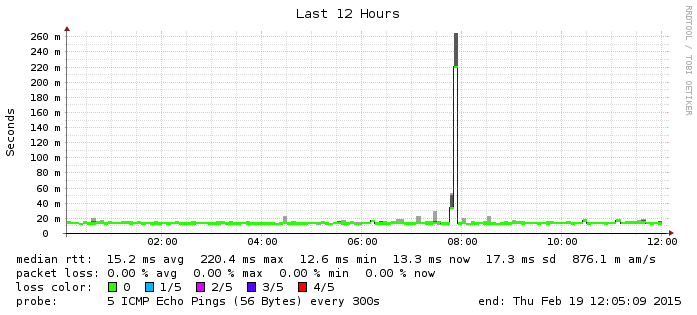 Last 12 Hours
RRDTOOL / TOBI OETIKER
Seconds
260 m
240 m
220 m
200 m
180 m
160 m
140 m
120 m
100 m
80 m
60 m
40 m
20 m
0
02:00 04:00 06:00 08:00 10:00 12:00
median rtt: 15.2 ms avg 220.4 ms max 12.6 ms min 13.3 ms now 17.3 ms sd 876.1 m am/s
packet loss: 0.00 % avg 0.00 % max 0.00 % min 0.00 % now
loss color: 0 1/5 2/5 3/5 4/5
probe: 5 ICMP Echo Pings (56 Bytes) every 300s end: Thu Feb 19 12:05:09 2015